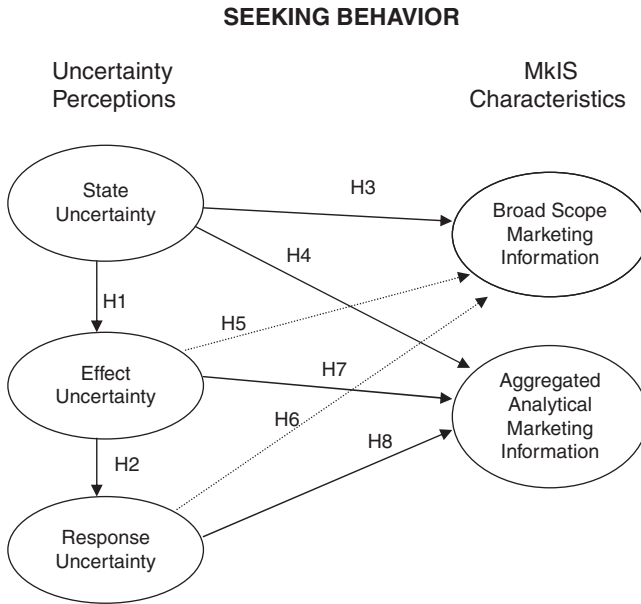 SEEKING BEHAVIOR
Uncertainty
Perceptions
MkIS
Characteristics
State
Uncertainty
H3
Broad Scope
Marketing
Information
H4
H1
H5
Effect
Uncertainty
H7
Aggregated
Analytical
Marketing
Information
H6
H8
H2
Response
Uncertainty